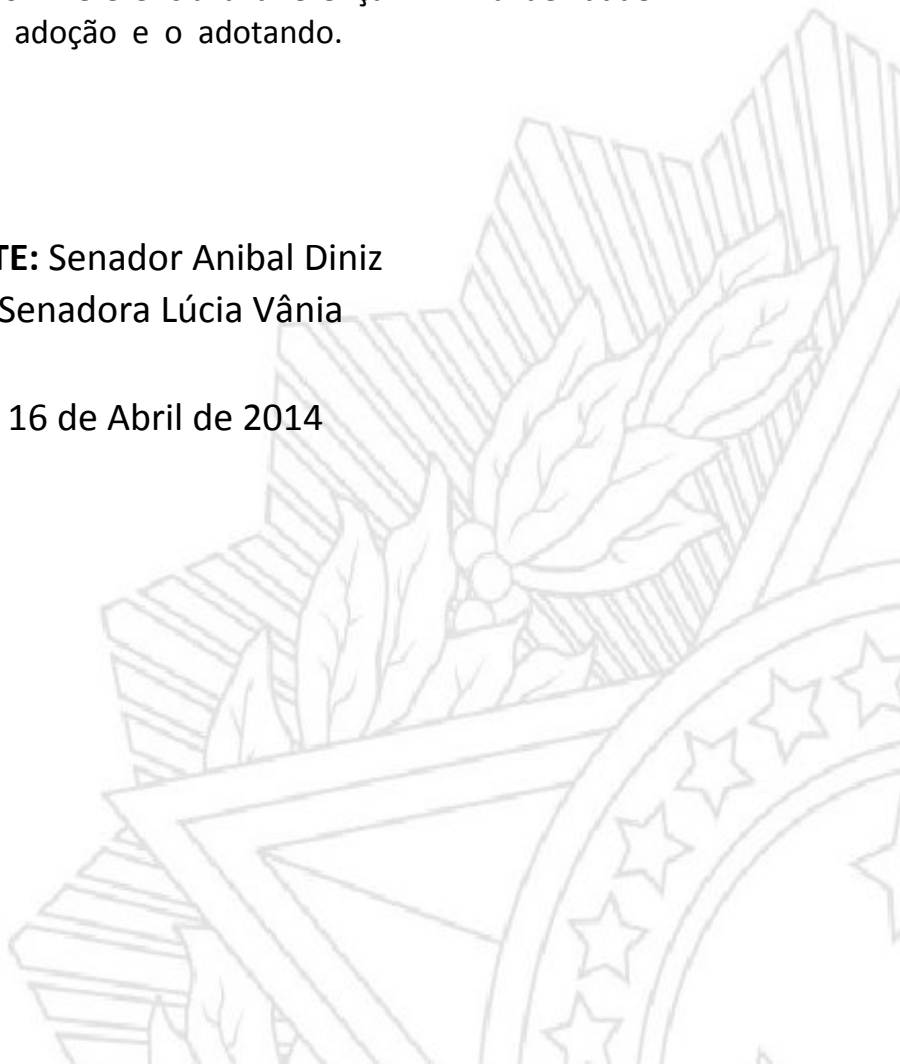 adoção e o adotando.
TE: Senador Anibal Diniz
Senadora Lúcia Vânia
16 de Abril de 2014